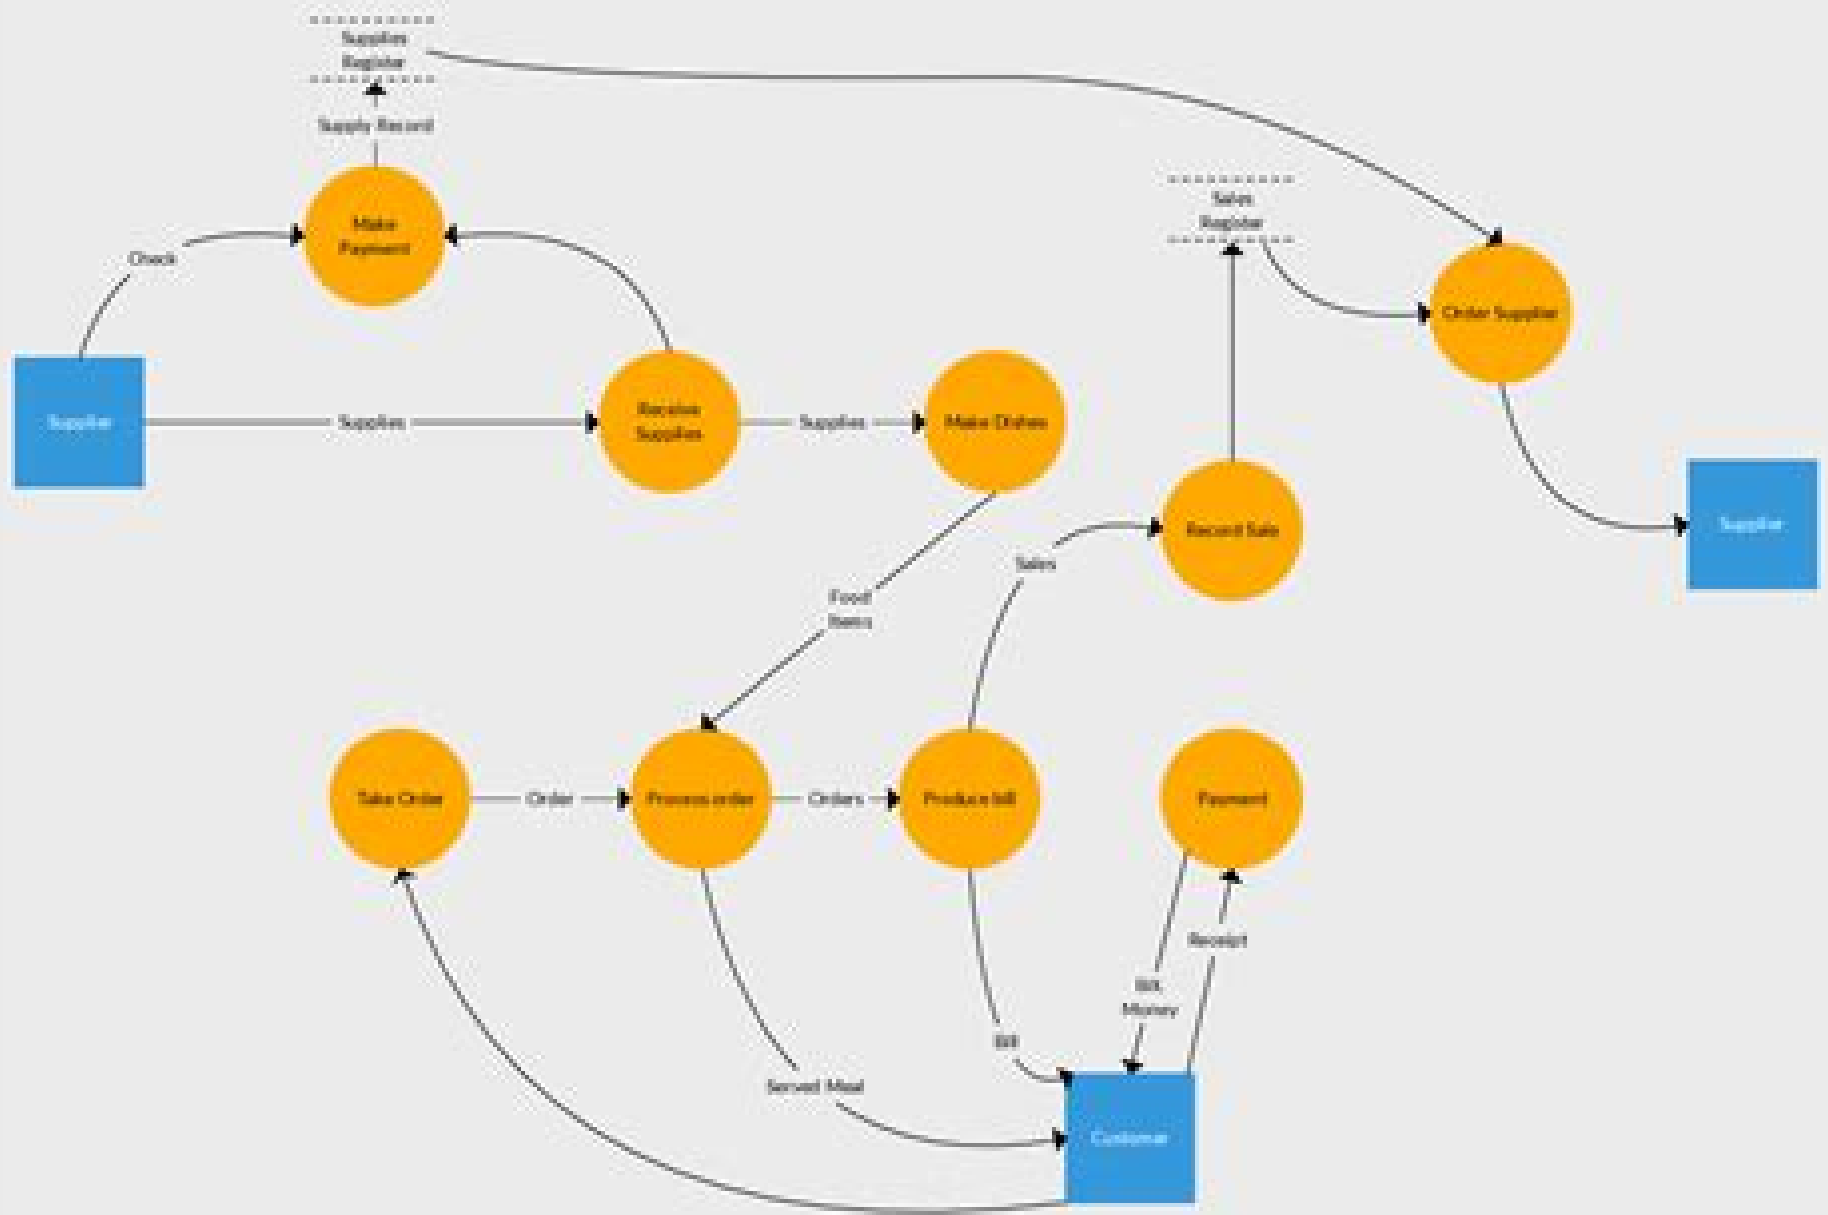 Supplies
Register
Supply Record
Make
Payment
Check
Sales
Register
Order Supplier
Supplier
Supplies
Receive
Supplies
Supplies
Make Dishes
Record Sale
Supplier
Sales
Food
Items
Take Order
Order
Process order
Orders
Produce bill
Payment
Receipt
Bill
Money
Bill
Served Meal
Customer